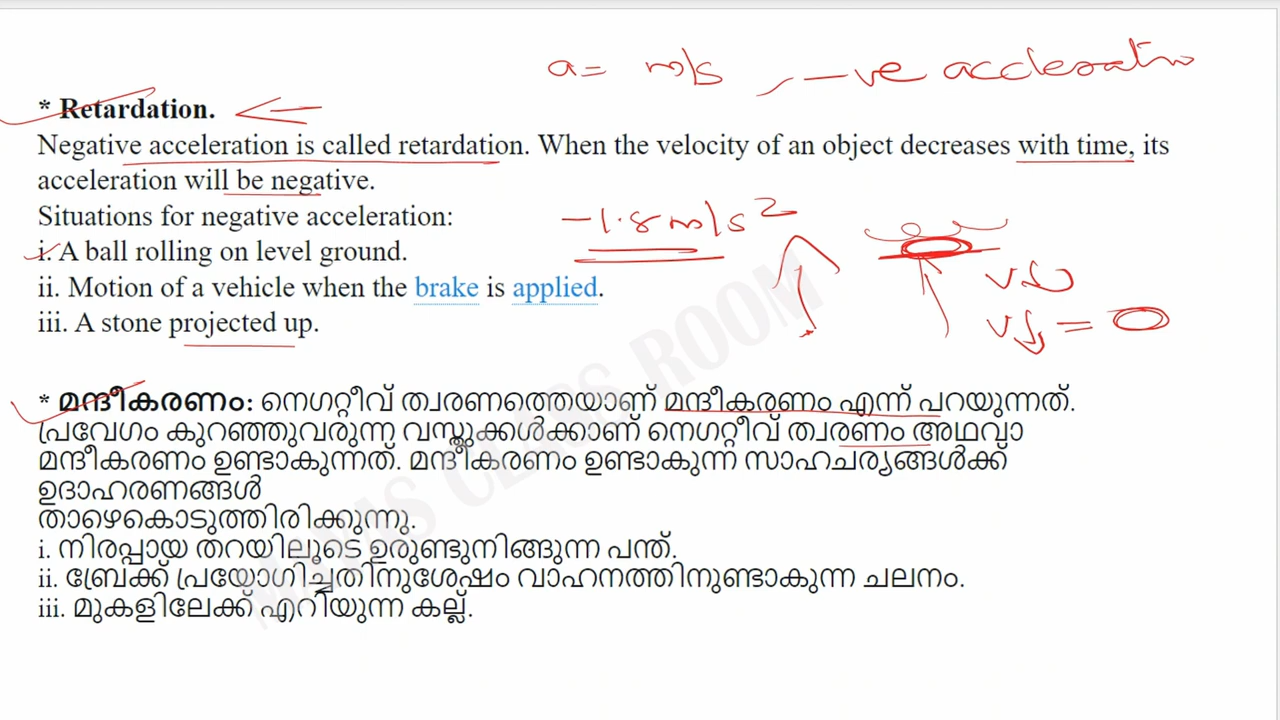 a = m/s , -ve acceleratin
* Retardation.
Negative acceleration is called retardation. When the velocity of an object decreases with time, its
acceleration will be negative.
Situations for negative acceleration:
-1.8 m/s2
i. A ball rolling on level ground.
ii. Motion of a vehicle when the brake is applied.
iii. A stone projected up.
v↓
v↓ = 0
* മന്ദീകരണം: നെഗറ്റീവ് ത്വരണത്തെയാണ് മന്ദീകരണം എന്ന് പറയുന്നത്.
പ്രവേഗം കുറഞ്ഞുവരുന്ന വസ്തുക്കൾക്കാണ് നെഗറ്റീവ് ത്വരണം അഥവാ
മന്ദീകരണം ഉണ്ടാകുന്നത്. മന്ദീകരണം ഉണ്ടാകുന്ന സാഹചര്യങ്ങൾക്ക്
ഉദാഹരണങ്ങൾ
താഴെകൊടുത്തിരിക്കുന്നു.
i. നിരപ്പായ തറയിലൂടെ ഉരുണ്ടുനിങ്ങുന്ന പന്ത്.
ii. ബ്രേക്ക് പ്രയോഗിച്ചതിനുശേഷം വാഹനത്തിനുണ്ടാകുന്ന ചലനം.
iii. മുകളിലേക്ക് എറിയുന്ന കല്ല്.
CLASS ROOM